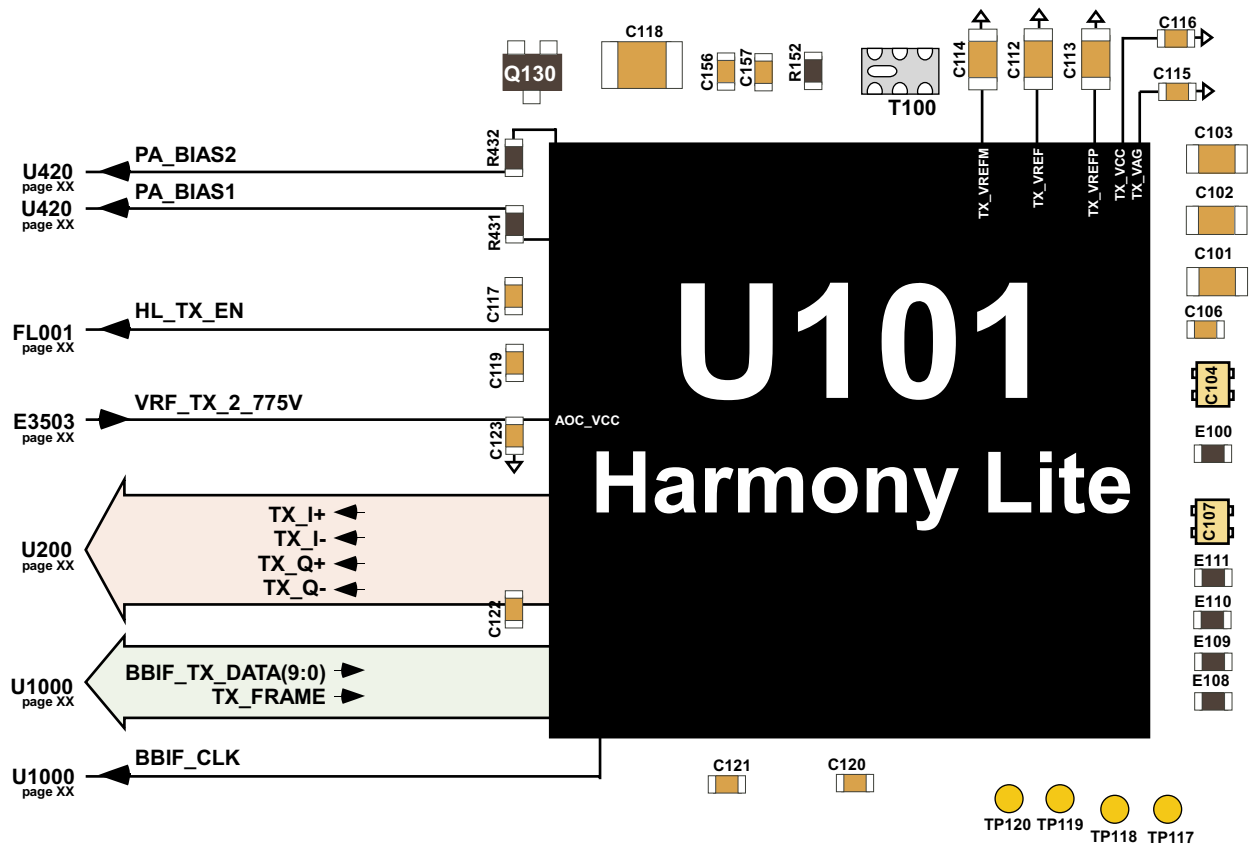 C118
C156
C157
R152
Q130
T100
C114
C112
C113
C116
C115
R432
PA_BIAS2
U420
page XX
PA_BIAS1
U420
page XX
R431
TX_VREFM
TX_VREF
TX_VREFP
TX_VCC
TX_VAG
C103
C102
C101
C106
C117
HL_TX_EN
FL001
page XX
C119
U101
Harmony Lite
VRF_TX_2_775V
E3503
page XX
C123
AOC_VCC
C104
E100
C107
E111
E110
E109
E108
TX_I+
TX_I-
TX_Q+
TX_Q-
U200
page XX
C122
BBIF_TX_DATA(9:0)
TX_FRAME
U1000
page XX
BBIF_CLK
U1000
page XX
C121
C120
TP120
TP119
TP118
TP117